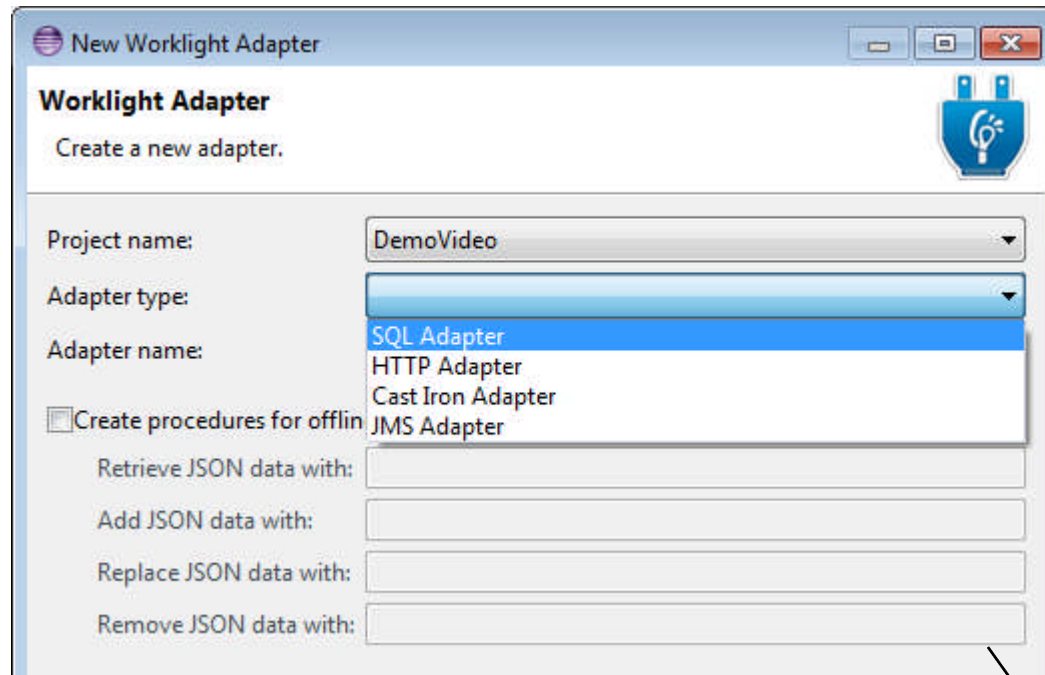 New Worklight Adapter
Worklight Adapter
Create a new adapter.
Project name: DemoVideo
Adapter type:
SQL Adapter
Adapter name:
HTTP Adapter
Cast Iron Adapter
Create procedures for offlin
JMS Adapter
Retrieve JSON data with:
Add JSON data with:
Replace JSON data with:
Remove JSON data with: